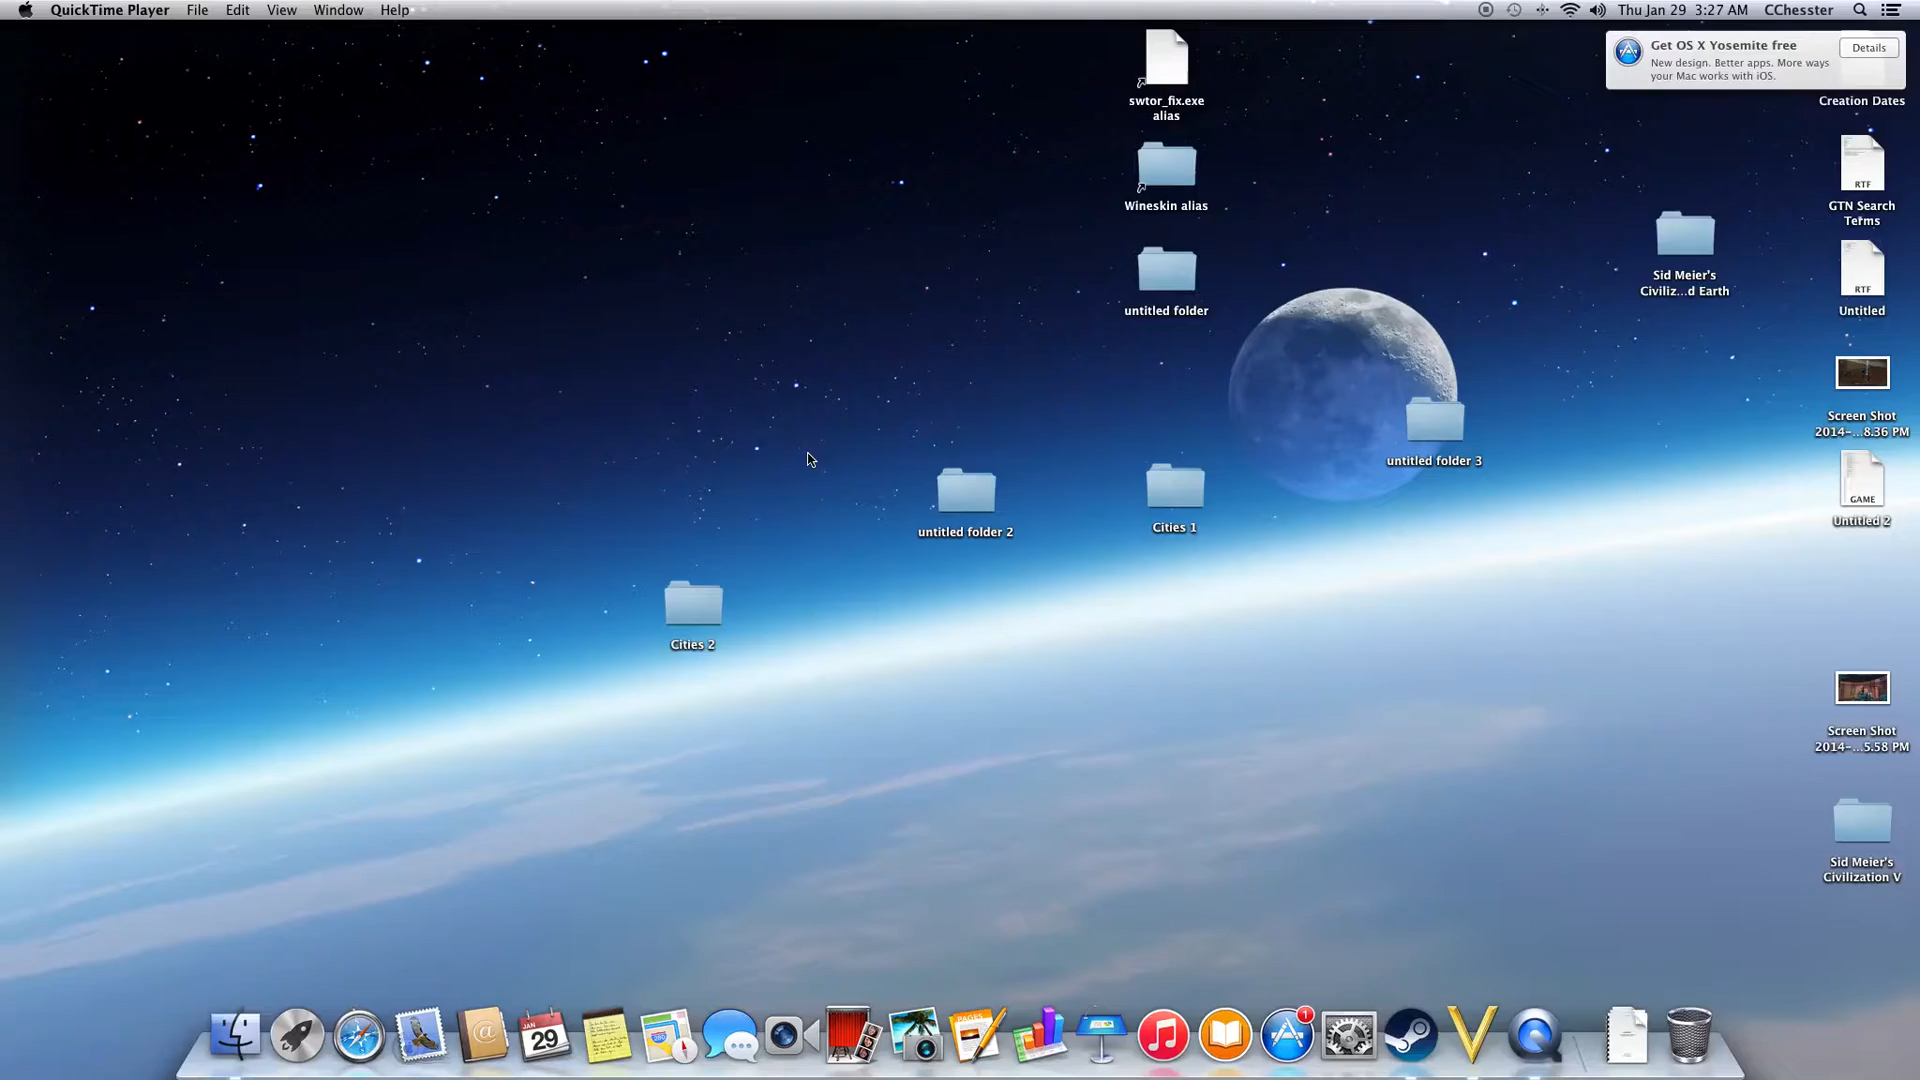 QuickTime Player File Edit View Window Help Thu Jan 29 3:27 AM CChesster
Get OS X Yosemite free Details
New design. Better apps. More ways
your Mac works with iOS.
swtor_fix.exe
alias
Creation Dates
Wineskin alias
RTF
GTN Search
Terms
Sid Meier's
Civiliz...d Earth
untitled folder
RTF
Untitled
Screen Shot
2014-...8.36 PM
untitled folder 3
GAME
Untitled 2
untitled folder 2
Cities 1
Cities 2
Screen Shot
2014-...5.58 PM
Sid Meier's
Civilization V
@
JAN
29
280
PAGES
1